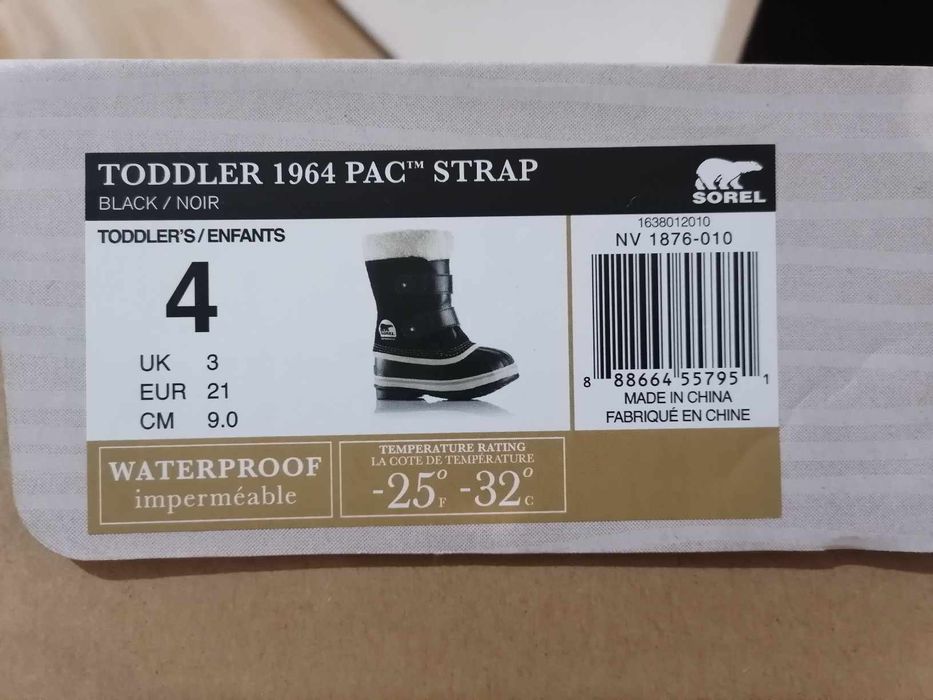 TODDLER 1964 PAC™ STRAP
BLACK / NOIR
SOREL
TODDLER'S/ENFANTS
4
UK 3
EUR 21
CM 9.0
1638012010
NV 1876-010
8 88664 55795 1
MADE IN CHINA
FABRIQUÉ EN CHINE
WATERPROOF
imperméable
TEMPERATURE RATING
LA COTE DE TEMPÉRATURE
-25°F -32°C